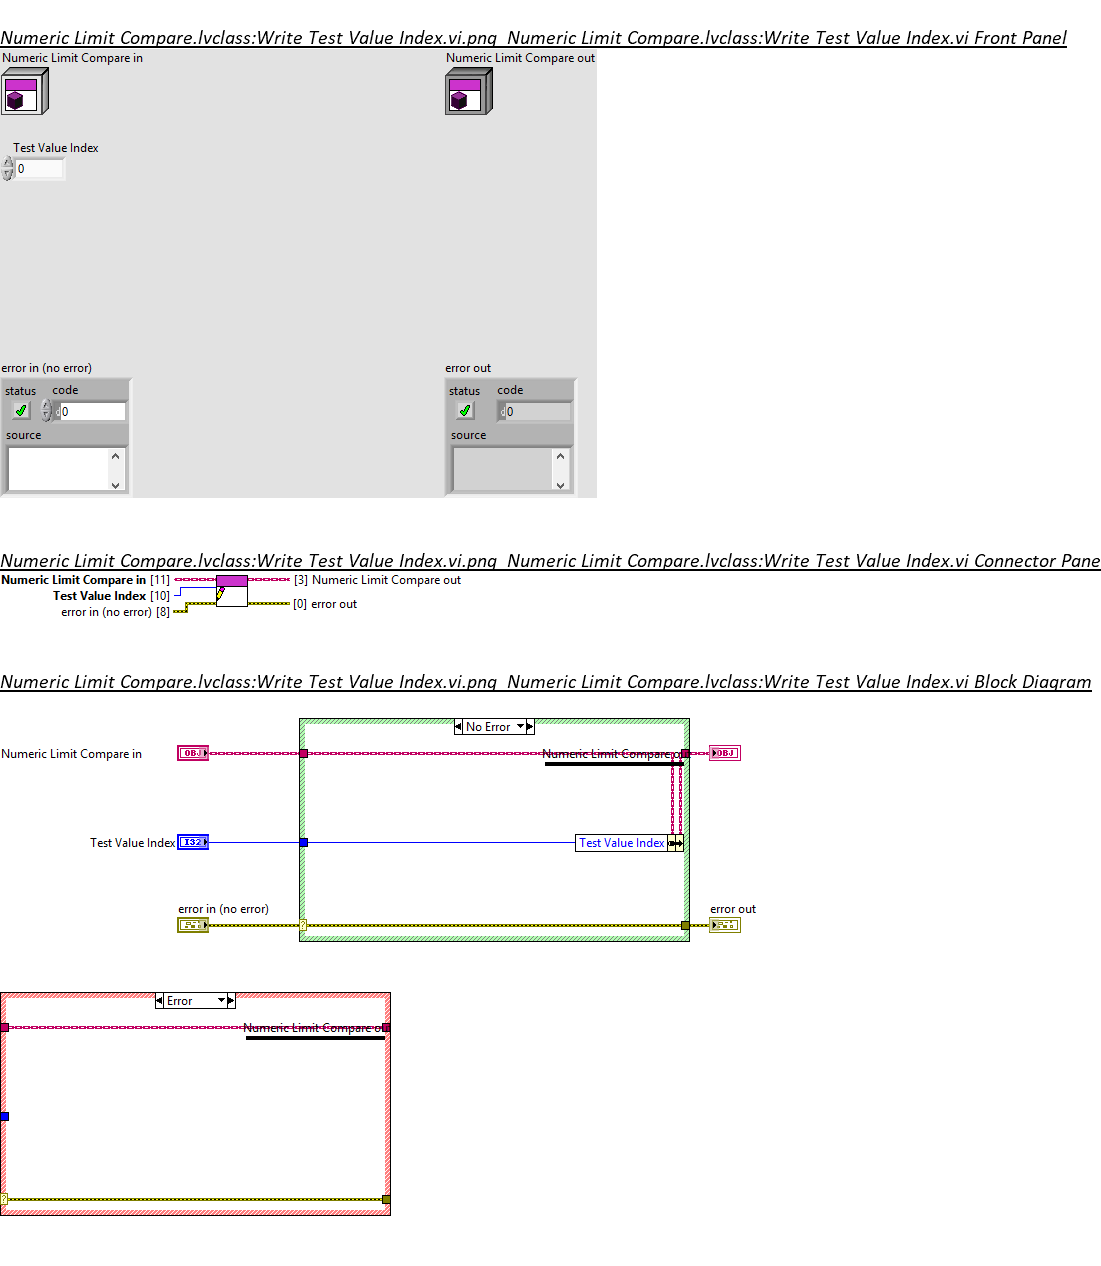 Numeric Limit Compare.lvclass:Write Test Value Index.vi.png Numeric Limit Compare.lvclass:Write Test Value Index.vi Front Panel
Numeric Limit Compare in
Numeric Limit Compare out
Test Value Index
0
error in (no error)
error out
status code
status code
d 0
d 0
source
source
Numeric Limit Compare.lvclass:Write Test Value Index.vi.png Numeric Limit Compare.lvclass:Write Test Value Index.vi Connector Pane
Numeric Limit Compare in [11]
[3] Numeric Limit Compare out
Test Value Index [10]
[0] error out
error in (no error) [8]
Numeric Limit Compare.lvclass:Write Test Value Index.vi.png Numeric Limit Compare.lvclass:Write Test Value Index.vi Block Diagram
No Error
Numeric Limit Compare in
OBJ
Numeric Limit Compare o
OBJ
Test Value Index
I32
Test Value Index
error in (no error)
error out
?
Error
Numeric Limit Compare o
?